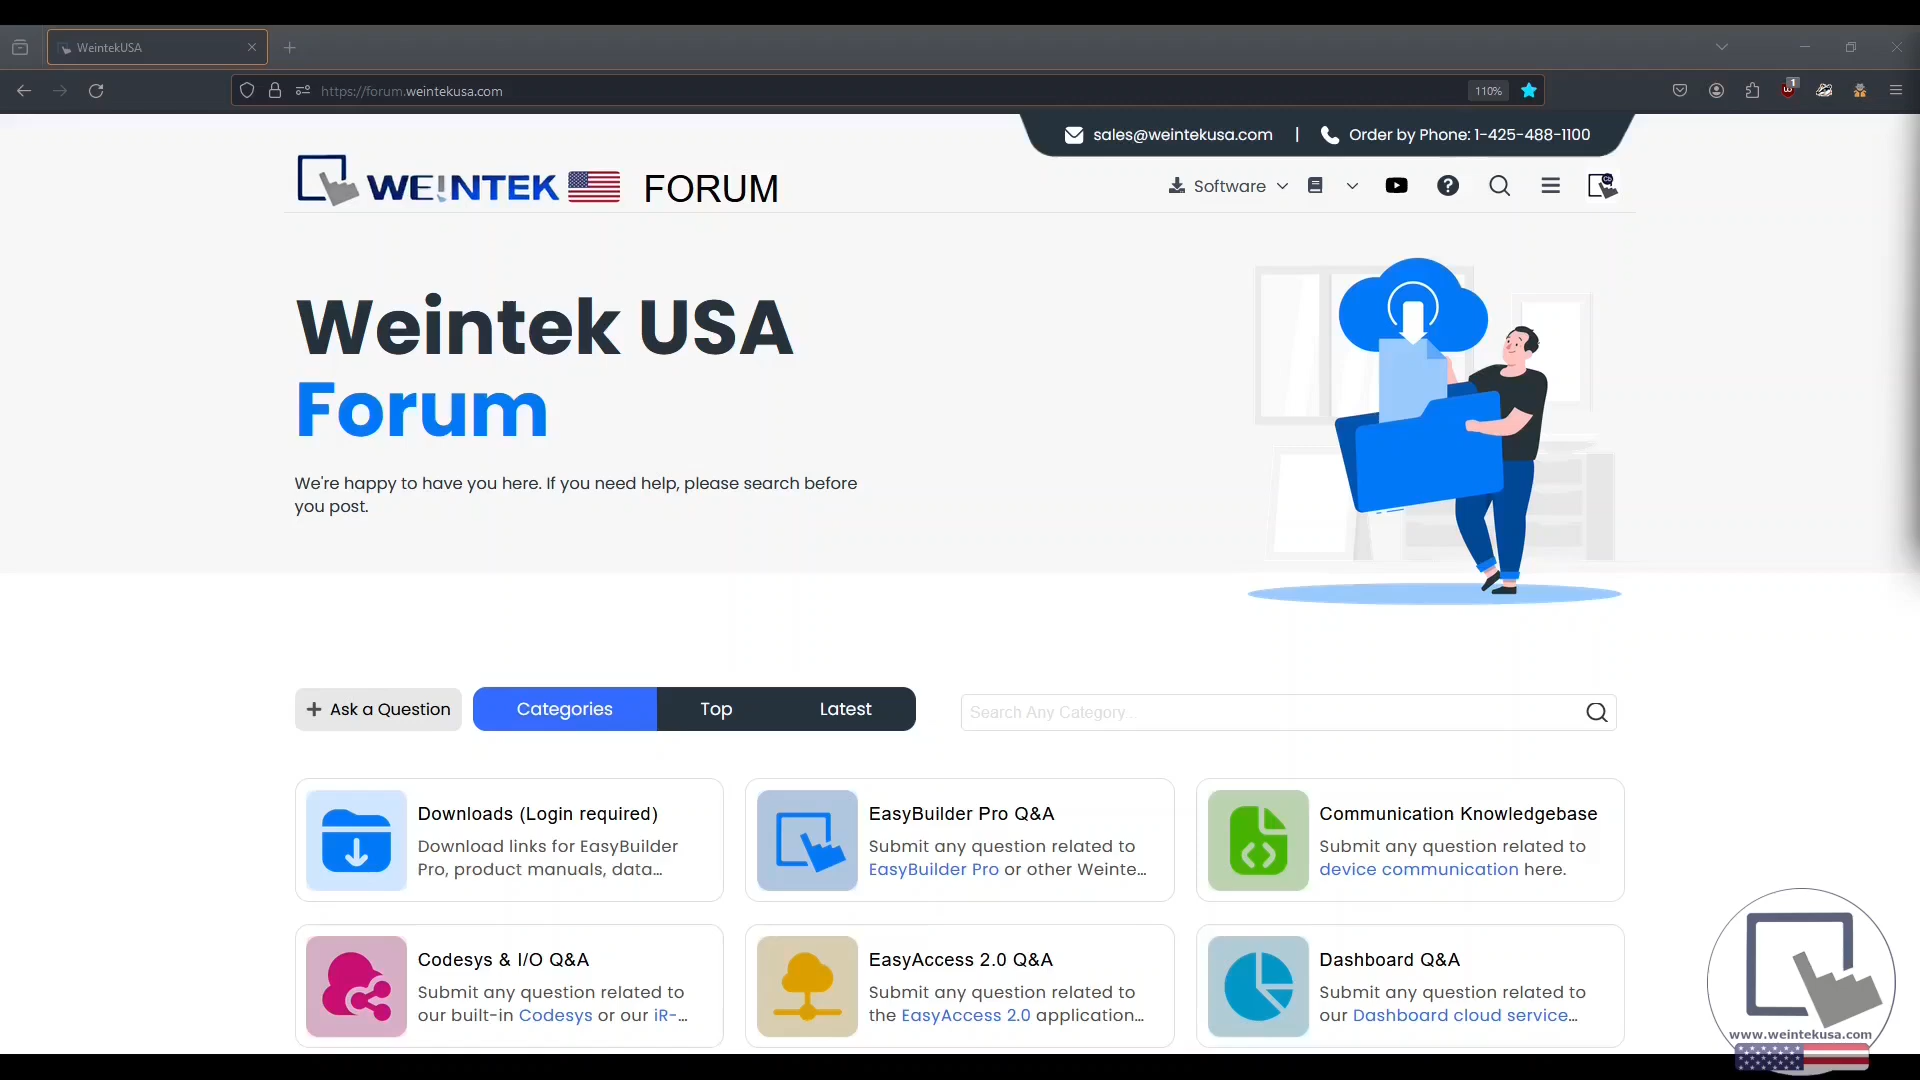 WeintekUSA
https://forum.weintekusa.com
110%
1
sales@weintekusa.com | Order by Phone: 1-425-488-1100
WEINTEK FORUM
Software
Weintek USA
Forum
We're happy to have you here. If you need help, please search before
you post.
Ask a Question
Categories
Top
Latest
Search Any Category...
Downloads (Login required)
Download links for EasyBuilder
Pro, product manuals, data...
EasyBuilder Pro Q&A
Submit any question related to
EasyBuilder Pro or other Weinte...
Communication Knowledgebase
Submit any question related to
device communication here.
Codesys & I/O Q&A
Submit any question related to
our built-in Codesys or our iR-...
EasyAccess 2.0 Q&A
Submit any question related to
the EasyAccess 2.0 application...
Dashboard Q&A
Submit any question related to
our Dashboard cloud service...
www.weintekusa.com